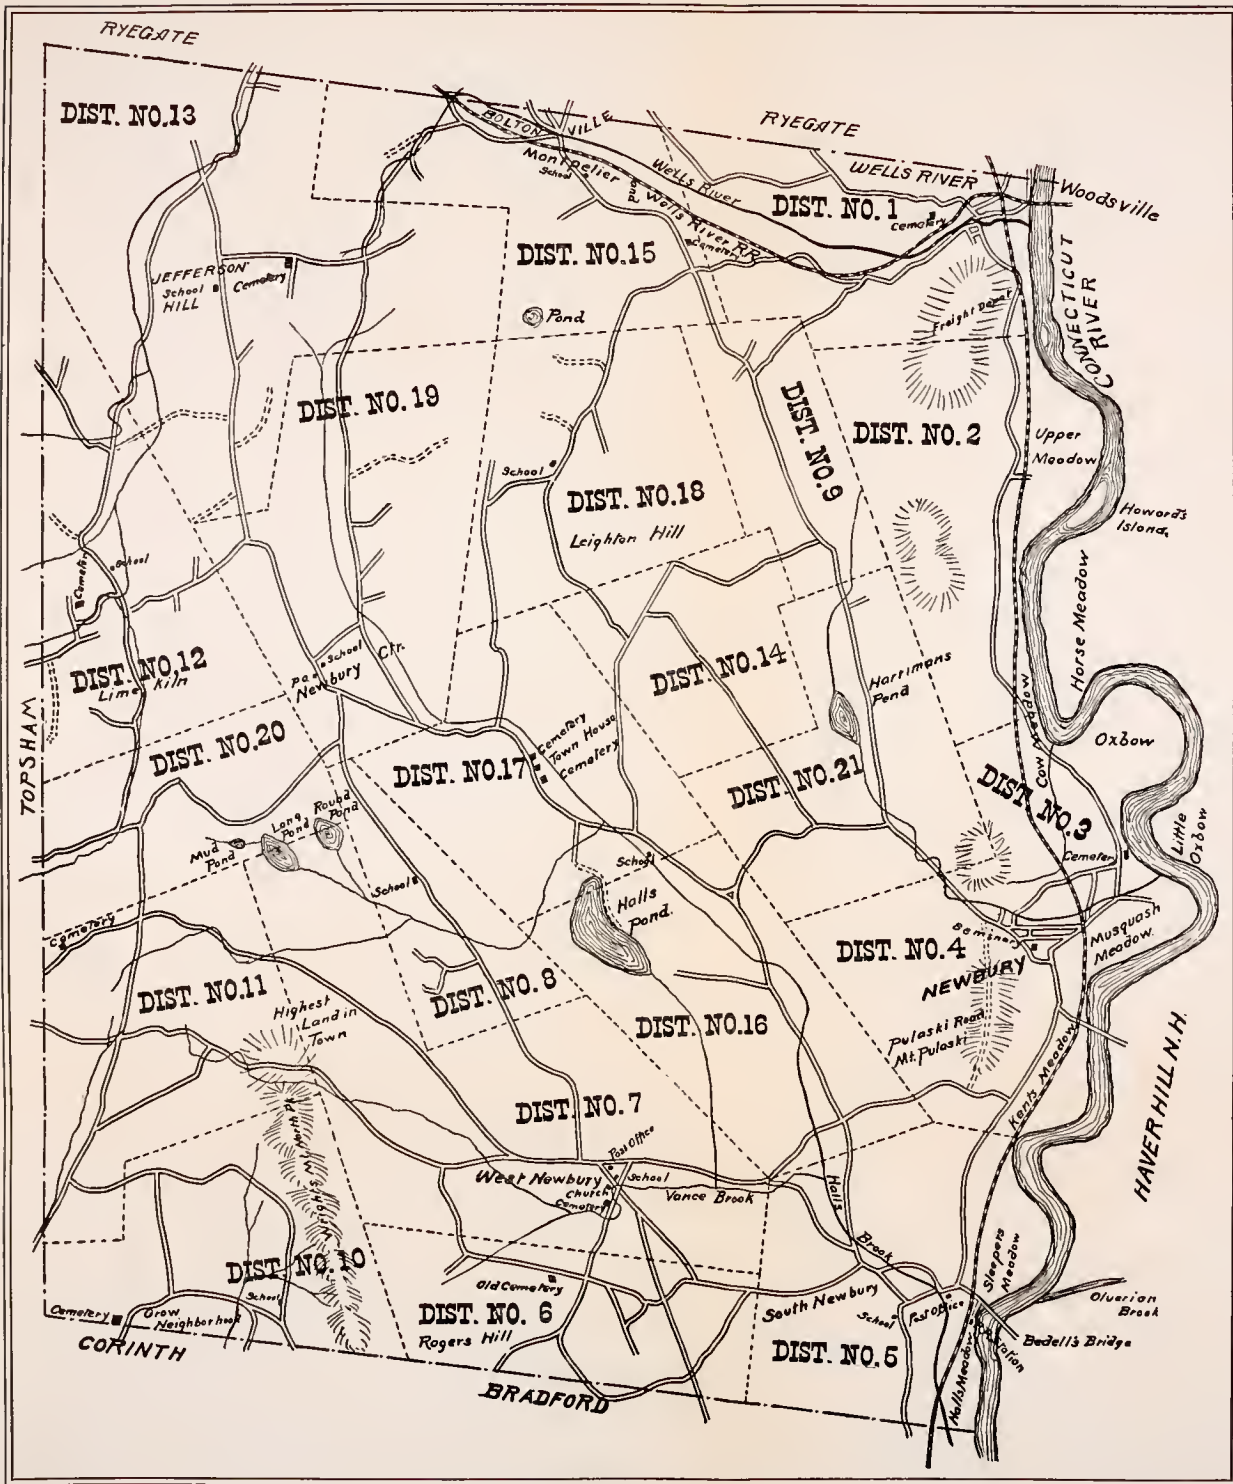 RYEGATE
DIST. NO. 13
BOLTON VILLE
RYEGATE
Montpelier
School
Pond
& Wells River RR
Wells River
WELLS RIVER
Woodsville
DIST. NO. 1
Cemetery
DIST. NO. 15
Cemetery
JEFFERSON
School
HILL
Cemetery
Pond
Freight Depot
CONNECTICUT
RIVER
DIST. NO. 19
DIST. NO. 9
DIST. NO. 2
Upper
Meadow
School
DIST. NO. 18
Leighton Hill
Howard's
Island.
School
Cemetery
Horse Meadow
DIST. NO. 12
Lime Kiln
School
P.O.
Newbury
Ctr.
DIST. NO. 14
Harrimans
Pond
TOPSHAM
DIST. NO. 20
Cemetery
Town House
Cemetery
DIST. NO. 17
DIST. NO. 21
Cow Meadow
Oxbow
DIST. NO. 3
Little
Oxbow
Mud
Pond
Long
Pond
Round
Pond
School
School
Halls
Pond.
Cemetery
Cemetery
Seminary
DIST. NO. 4
NEWBURY
Musquash
Meadow.
DIST. NO. 11
Highest
Land in
Town
DIST. NO. 8
DIST. NO. 16
Pulaski Road
Mt. Pulaski
Kents Meadow
HAVERHILL N.H.
DIST. NO. 7
Post Office
West Newbury
School
Church
Cemetery
Vance Brook
Halls
Brook
Wrights Mountain
DIST. NO. 10
School
Old Cemetery
South Newbury
School
Post Office
Sleepers
Meadow
Oliverian
Brook
Cemetery
Grow
Neighborhook
DIST. NO. 6
Rogers Hill
DIST. NO. 5
Halls Meadow
Station
Bedell's Bridge
CORINTH
BRADFORD